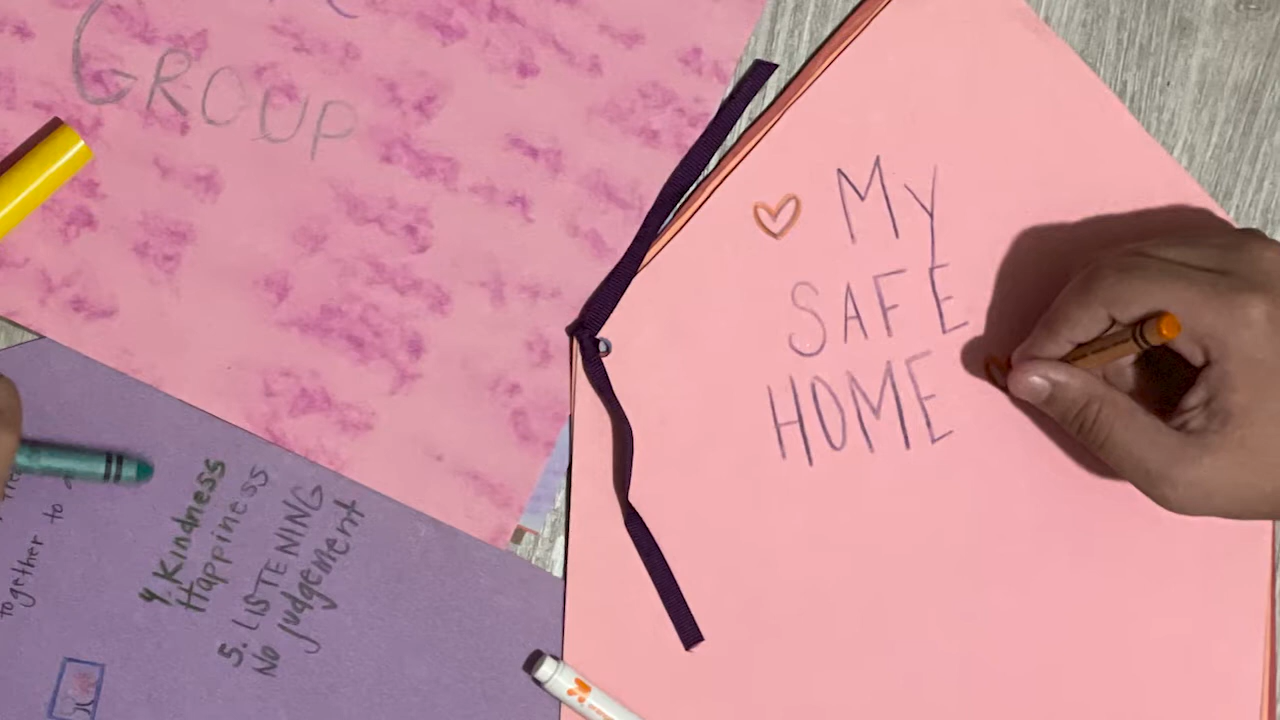 GROUP
My
SAFE
HOME
together to a
4. Kindness
Happiness
5. LISTENING
No judgement